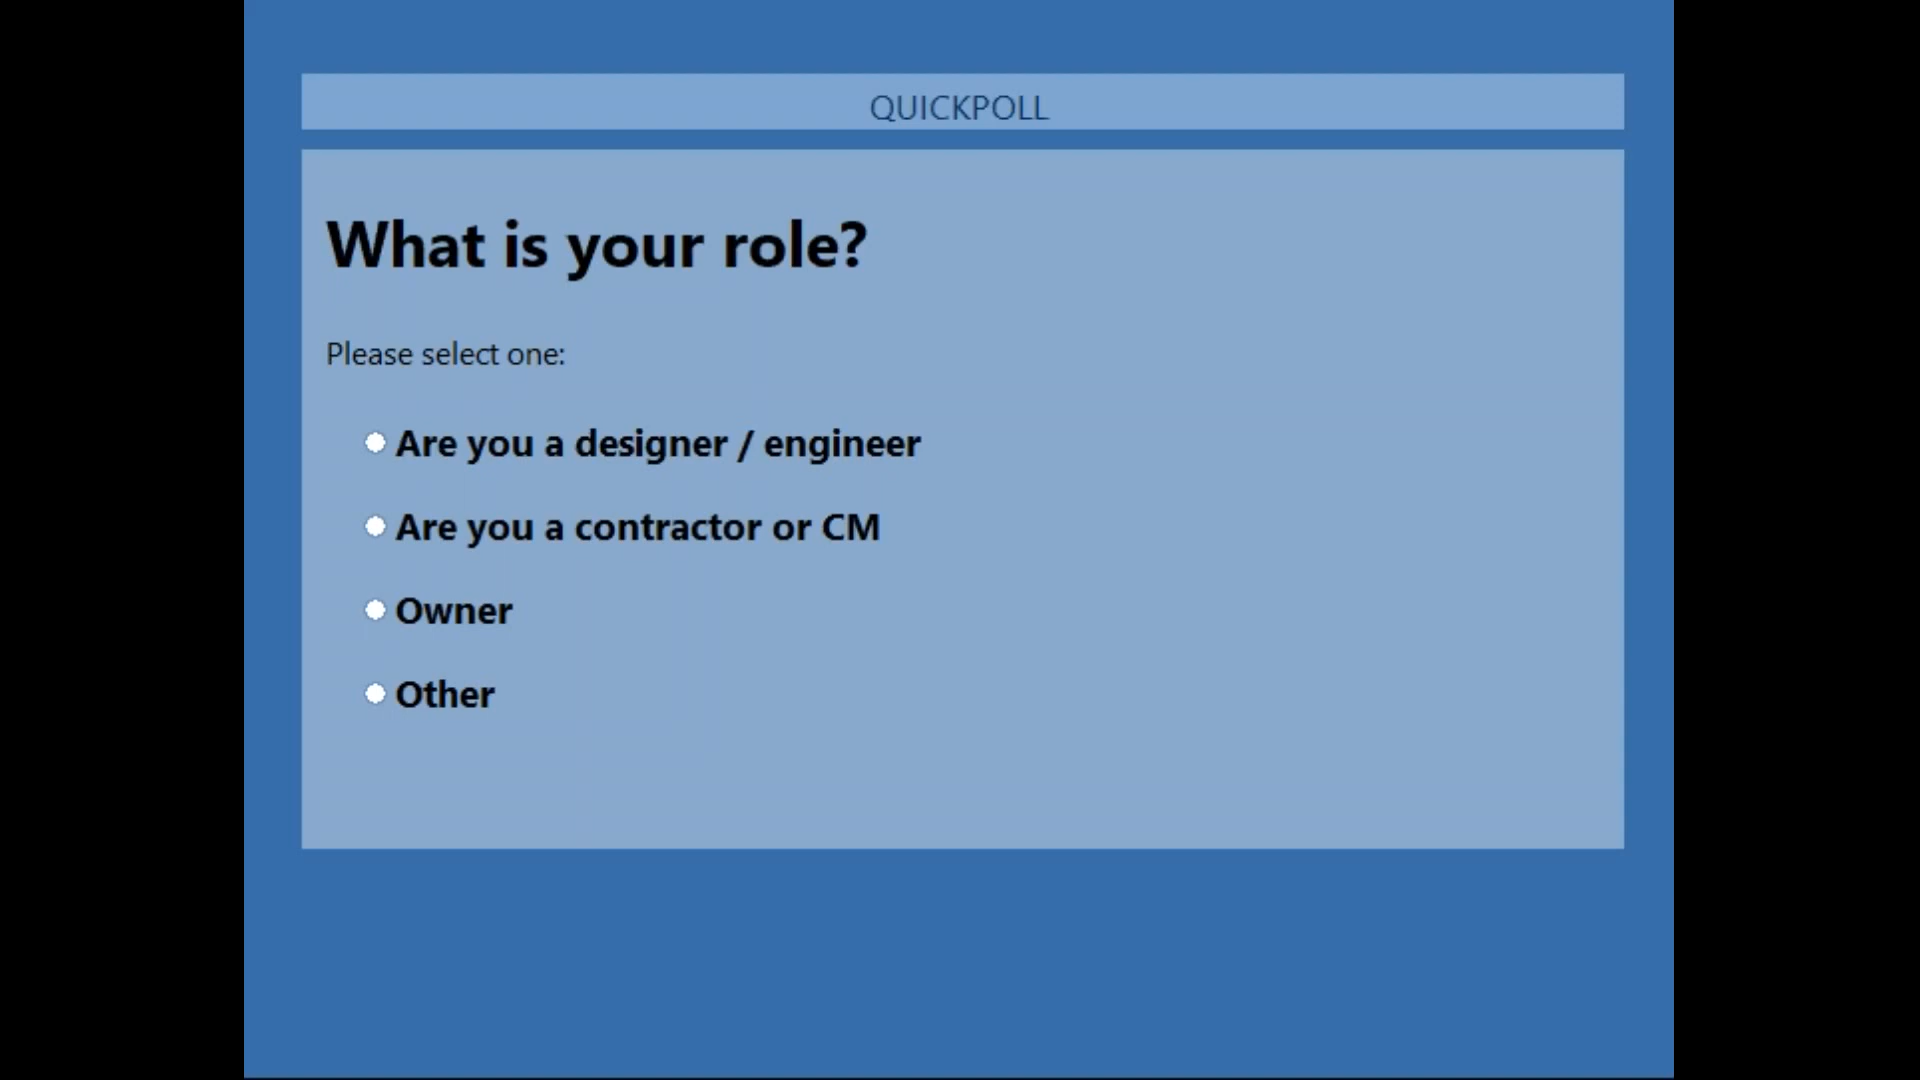 QUICKPOLL
What is your role?
Please select one:
Are you a designer / engineer
Are you a contractor or CM
Owner
Other